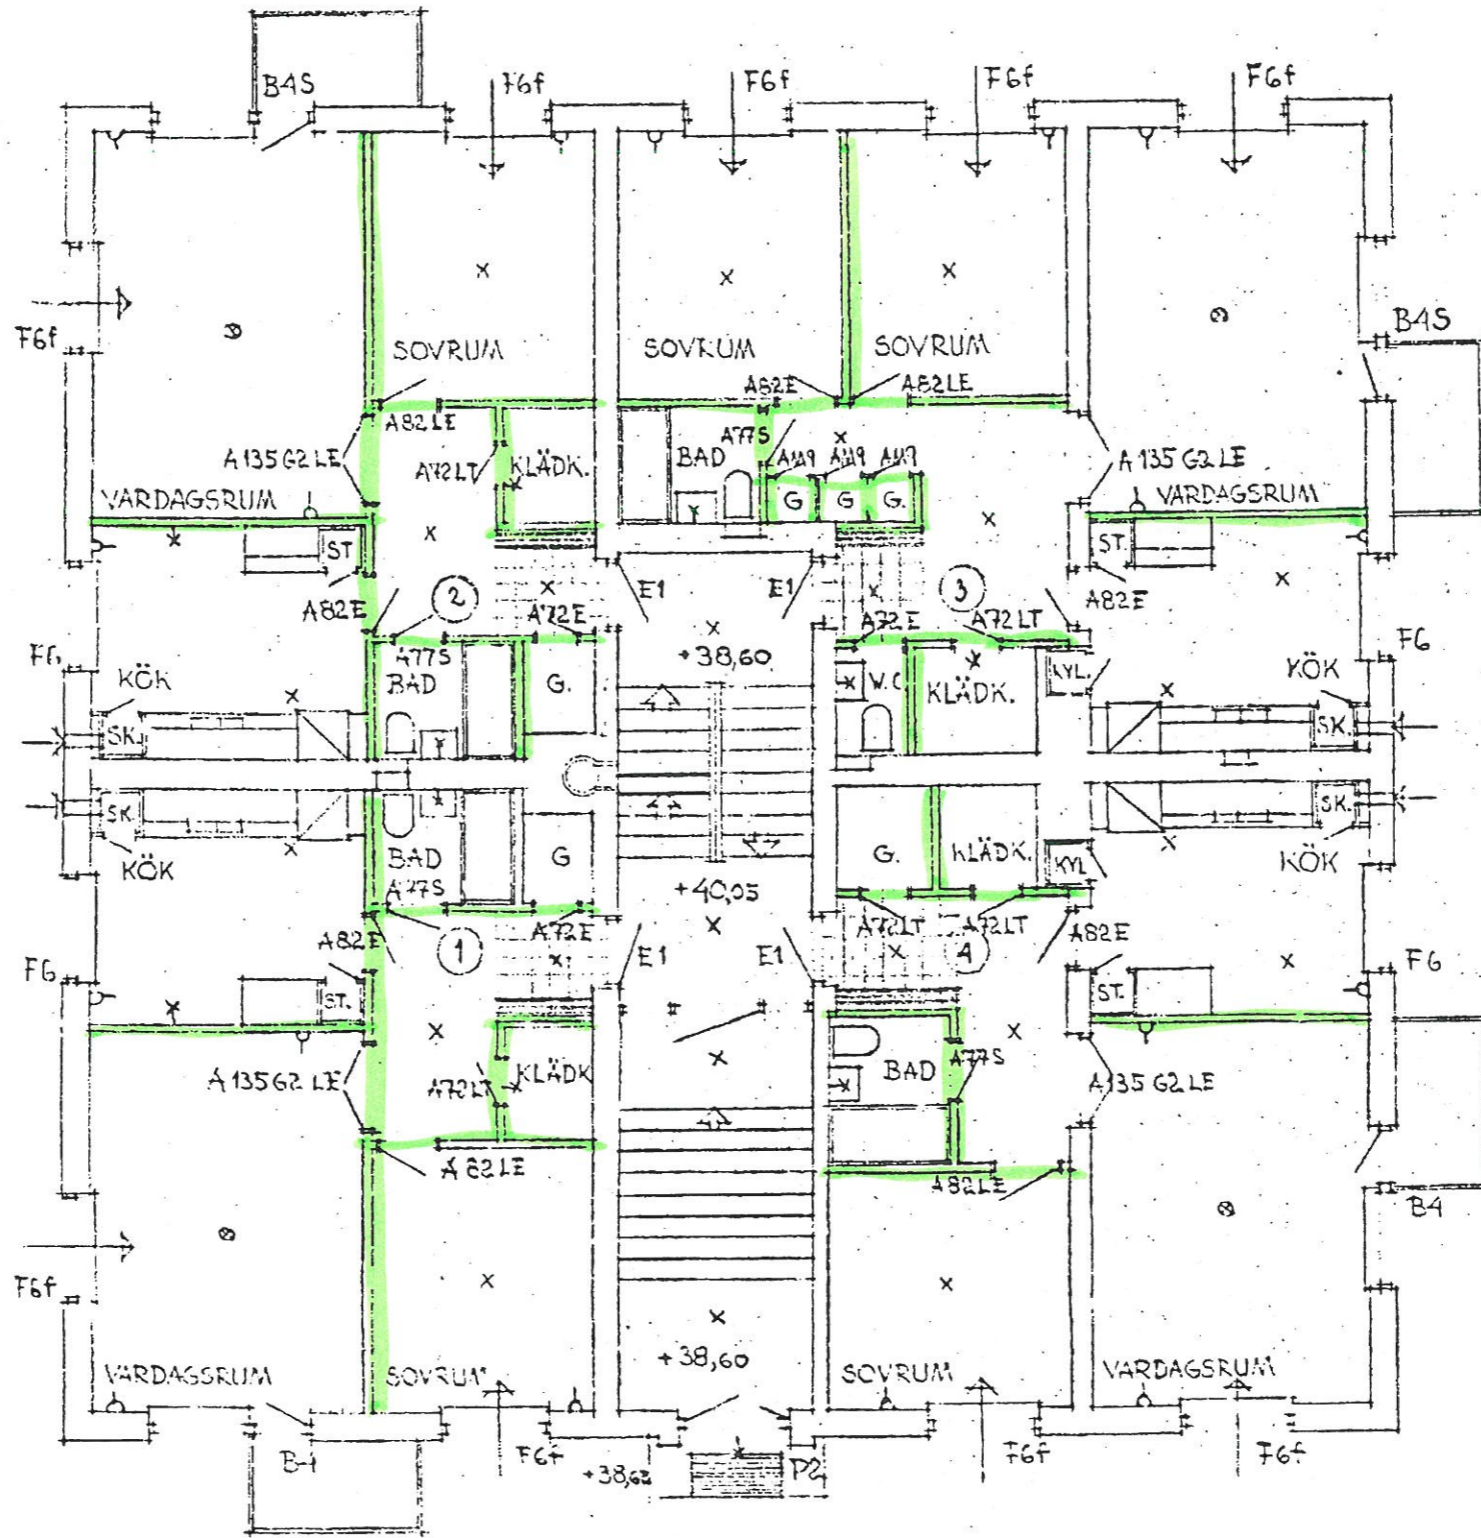 B4S
F6f
F6f
F6f
F6f
F6f
B4S
SOVRUM
SOVRUM
SOVRUM
A82E
A82LE
A82LE
A77S
A135G2LE
A72LT
KLÄDK.
BAD
AM9
AM9
AM9
A135G2LE
G
G
G.
VARDAGSRUM
VARDAGSRUM
ST
ST.
A82E
2
E1
E1
3
A82E
A72E
A72E
A72LT
F6
+38,60
A77S
BAD
G.
W.C
KLÄDK.
KYL.
KÖK
KÖK
SK.
SK.
SK.
SK.
KÖK
BAD
A77S
G
G.
KLÄDK.
KYL
KÖK
+40,05
A72E
A72LT
A72LT
A82E
1
E1
E1
4
A82E
F6
F6
ST.
ST.
A135G2LE
A72LT
KLÄDK
BAD
A77S
A135G2LE
A82LE
A82LE
B4
F6f
+38,60
VARDAGSRUM
SOVRUM
SOVRUM
VARDAGSRUM
B4
F6f
+38,62
P2
F6f
F6f